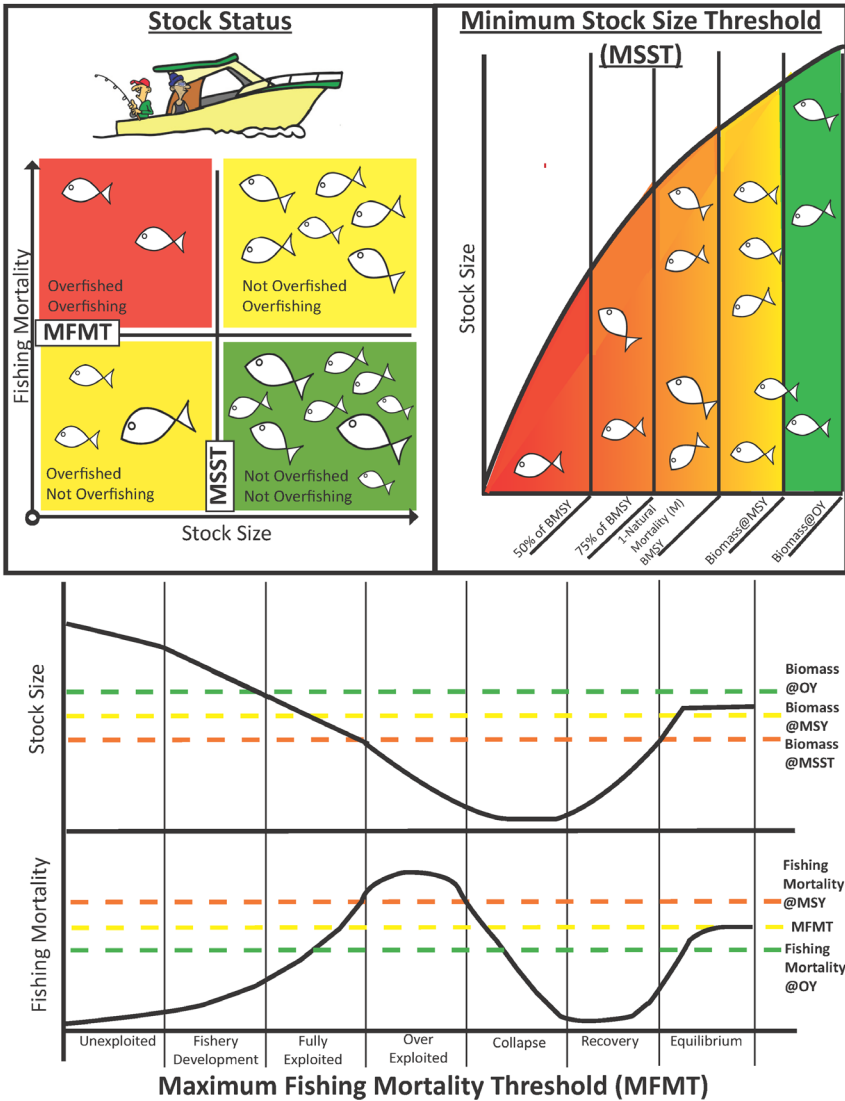 Stock Status
Fishing Mortality
Overfished
Overfishing
Not Overfished
Overfishing
MFMT
Overfished
Not Overfishing
MSST
Not Overfished
Not Overfishing
Stock Size
Minimum Stock Size Threshold
(MSST)
Stock Size
50% of BMSY
75% of BMSY
1-Natural
Mortality (M)
BMSY
Biomass@MSY
Biomass@OY
Stock Size
Biomass
@OY
Biomass
@MSY
Biomass
@MSST
Fishing Mortality
Fishing
Mortality
@MSY
MFMT
Fishing
Mortality
@OY
Unexploited
Fishery
Development
Fully
Exploited
Over
Exploited
Collapse
Recovery
Equilibrium
Maximum Fishing Mortality Threshold (MFMT)